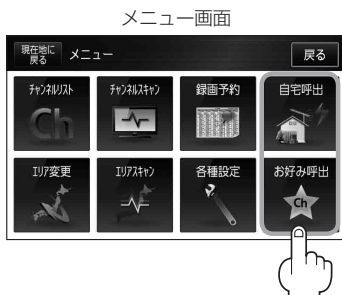 メニュー画面
現在地に
戻る
メニュー
戻る
ﾁｬﾝﾈﾙﾘｽﾄ
ﾁｬﾝﾈﾙｽｷｬﾝ
録画予約
自宅呼出
Ch
ｴﾘｱ変更
ｴﾘｱｽｷｬﾝ
各種設定
お好み呼出
Ch